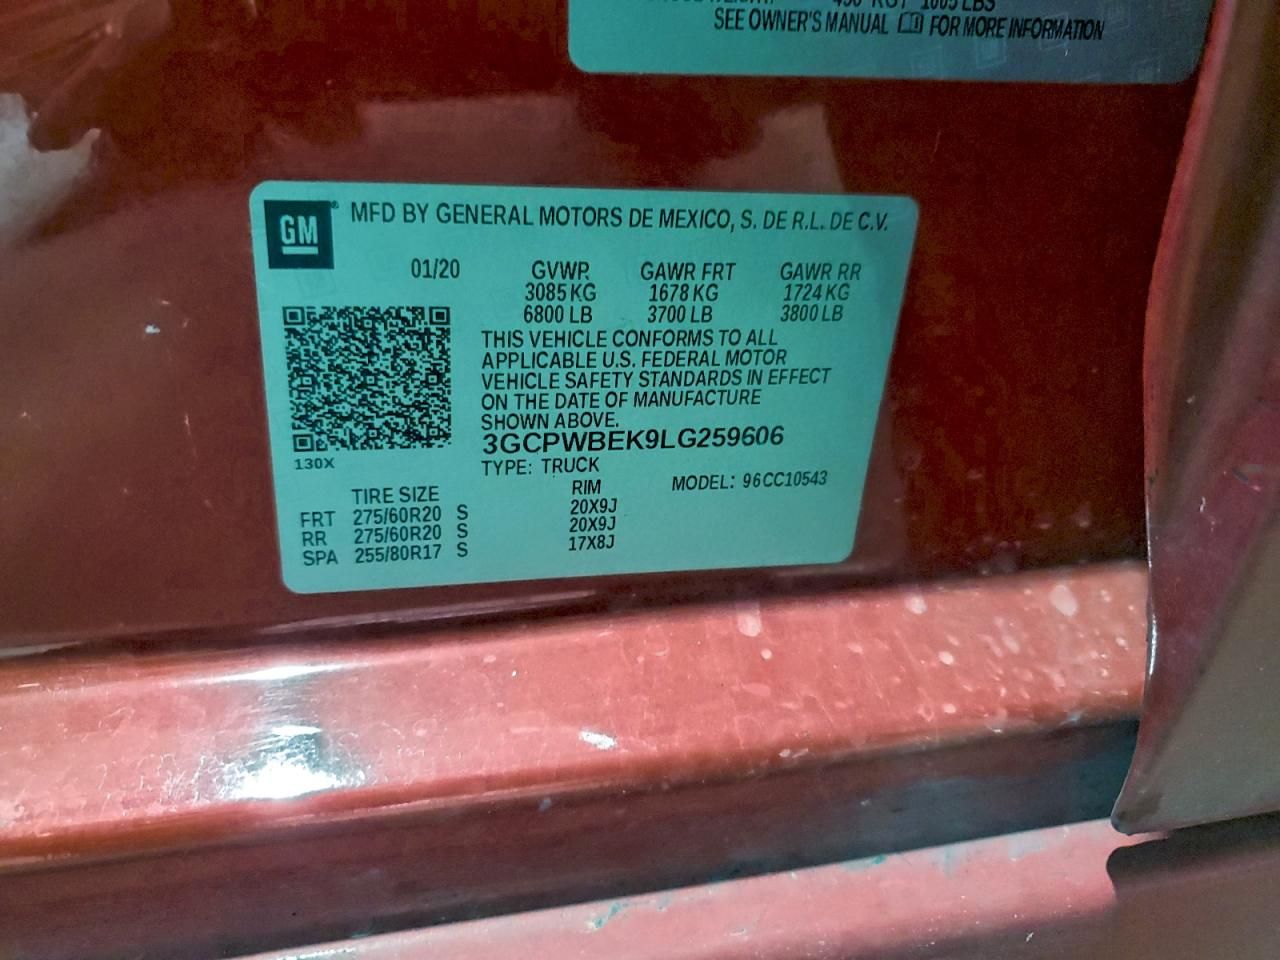 1003 LBS
SEE OWNER'S MANUAL FOR MORE INFORMATION
GM
MFD BY GENERAL MOTORS DE MEXICO, S. DE R.L. DE C.V.
01/20 GVWR GAWR FRT GAWR RR
3085 KG 1678 KG 1724 KG
6800 LB 3700 LB 3800 LB
THIS VEHICLE CONFORMS TO ALL
APPLICABLE U.S. FEDERAL MOTOR
VEHICLE SAFETY STANDARDS IN EFFECT
ON THE DATE OF MANUFACTURE
SHOWN ABOVE.
3GCPWBEK9LG259606
130X
TYPE: TRUCK
MODEL: 96CC10543
TIRE SIZE RIM
FRT 275/60R20 S 20X9J
RR 275/60R20 S 20X9J
SPA 255/80R17 S 17X8J